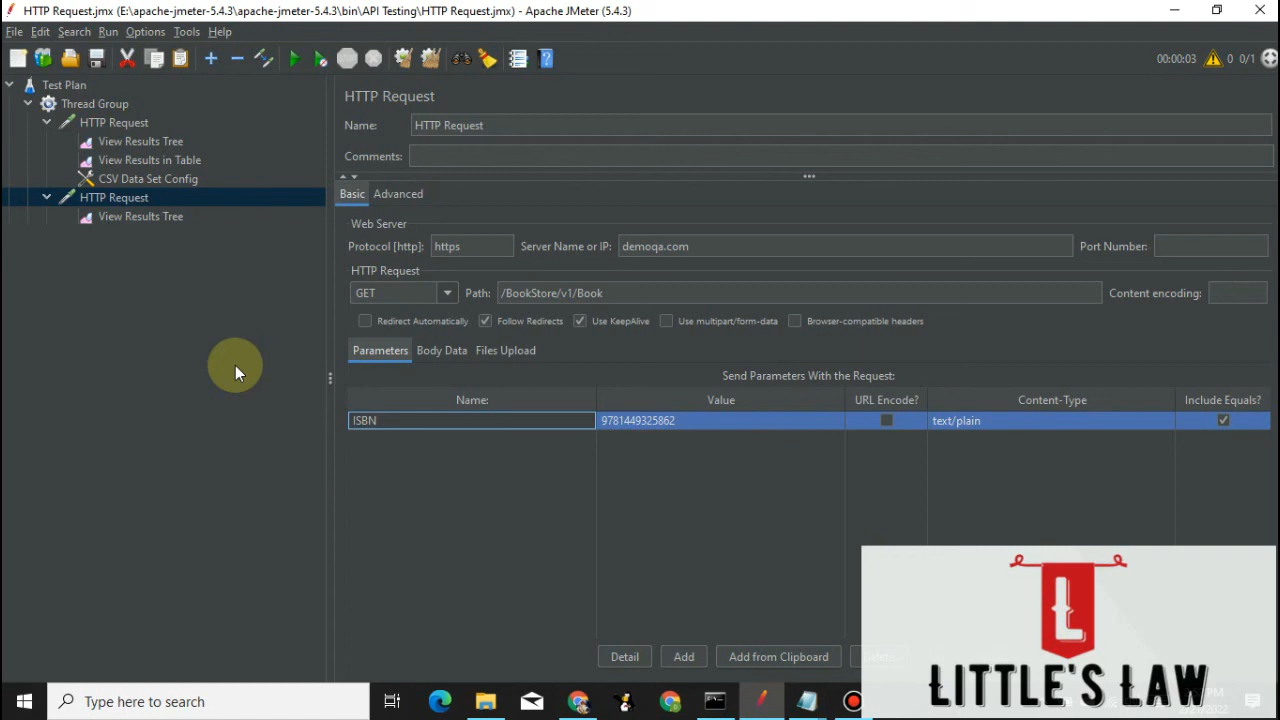 HTTP Request.jmx (E:\apache-jmeter-5.4.3\apache-jmeter-5.4.3\bin\API Testing\HTTP Request.jmx) - Apache JMeter (5.4.3)
File Edit Search Run Options Tools Help
00:00:03 0 0/1
Test Plan
Thread Group
HTTP Request
View Results Tree
View Results in Table
CSV Data Set Config
HTTP Request
View Results Tree
HTTP Request
Name: HTTP Request
Comments:
Basic Advanced
Web Server
Protocol [http]: https Server Name or IP: demoqa.com Port Number:
HTTP Request
GET Path: /BookStore/v1/Book Content encoding:
Redirect Automatically Follow Redirects Use KeepAlive Use multipart/form-data Browser-compatible headers
Parameters Body Data Files Upload
Send Parameters With the Request:
Name: Value URL Encode? Content-Type Include Equals?
ISBN 9781449325862 text/plain
Detail Add Add from Clipboard
L
LITTLE'S LAW
Type here to search